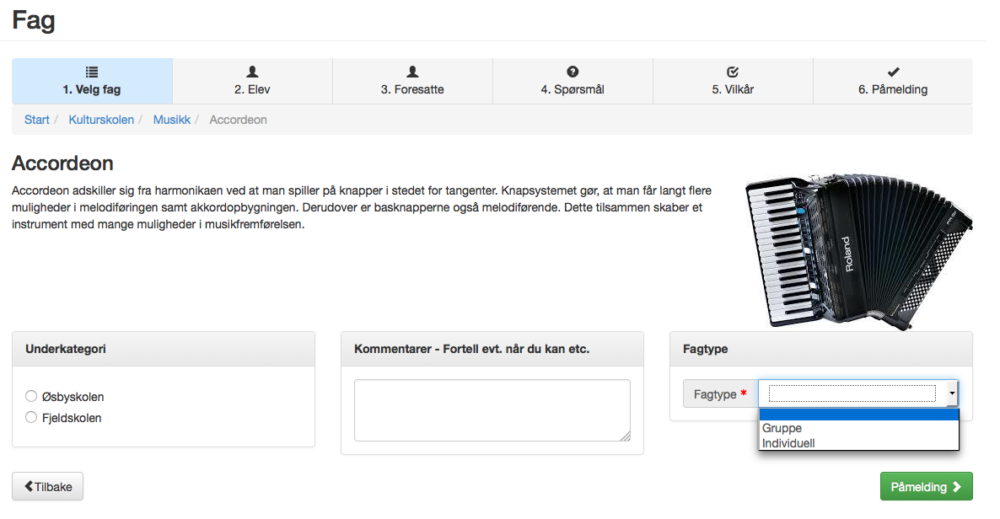 Fag
1. Velg fag
2. Elev
3. Foresatte
4. Spørsmål
5. Vilkår
6. Påmelding
Start / Kulturskolen / Musikk / Accordeon
Accordeon
Accordeon adskiller sig fra harmonikaen ved at man spiller på knapper i stedet for tangenter. Knapsystemet gør, at man får langt flere
muligheder i melodiføringen samt akkordopbygningen. Derudover er basknapperne også melodiførende. Dette tilsammen skaber et
instrument med mange muligheder i musikfremførelsen.
Roland
Underkategori
Øsbyskolen
Fjeldskolen
Kommentarer - Fortell evt. når du kan etc.
Fagtype
Fagtype *
Gruppe
Individuell
Tilbake
Påmelding